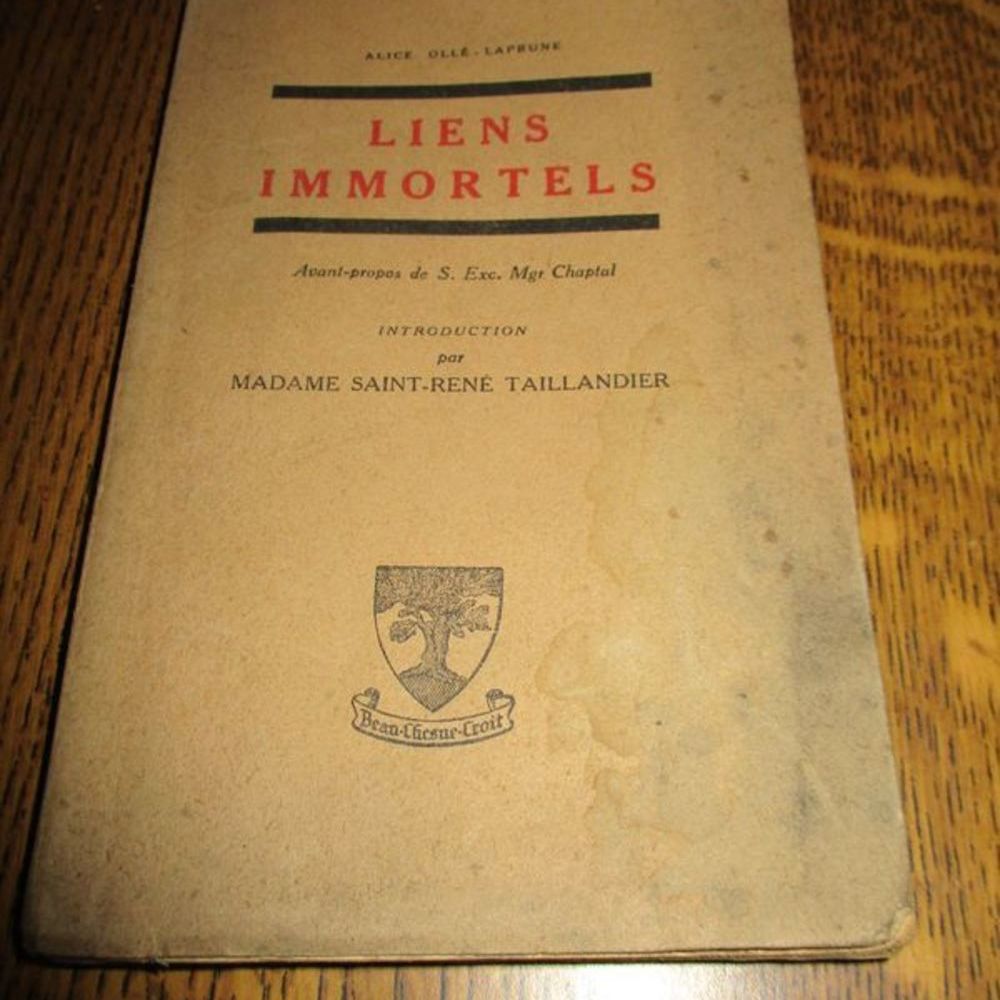 ALICE OLLÉ-LAPRUNE
LIENS
IMMORTELS
Avant-propos de S. Exc. Mgr Chaptal
INTRODUCTION
par
MADAME SAINT-RENÉ TAILLANDIER
Beau-Chesne-Croit